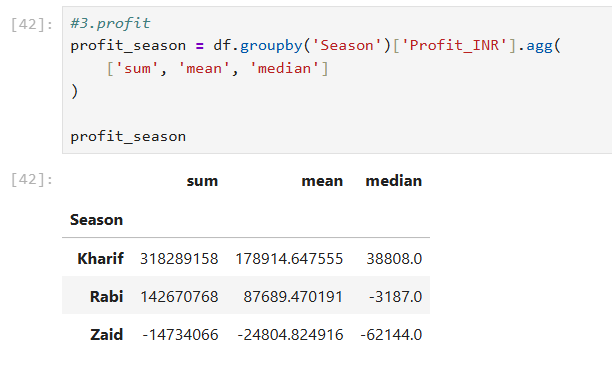 [42]: #3.profit
profit_season = df.groupby('Season')['Profit_INR'].agg(
['sum', 'mean', 'median']
)
profit_season
[42]:
sum mean median
Season
Kharif 318289158 178914.647555 38808.0
Rabi 142670768 87689.470191 -3187.0
Zaid -14734066 -24804.824916 -62144.0